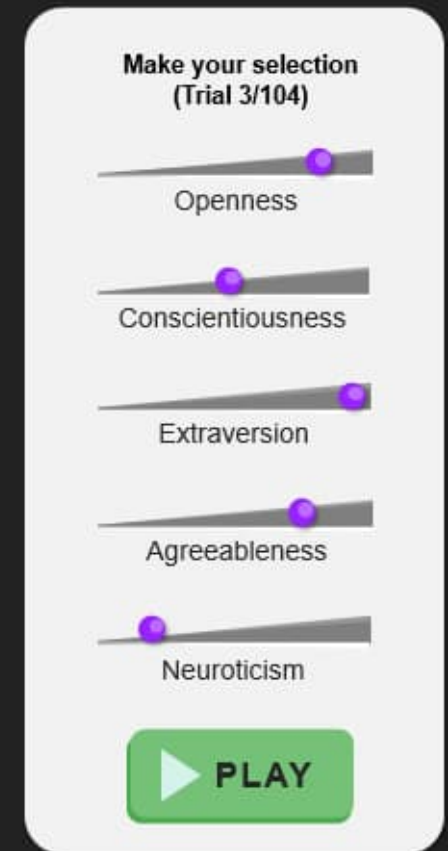 Make your selection
(Trial 3/104)
Openness
Conscientiousness
Extraversion
Agreeableness
Neuroticism
PLAY